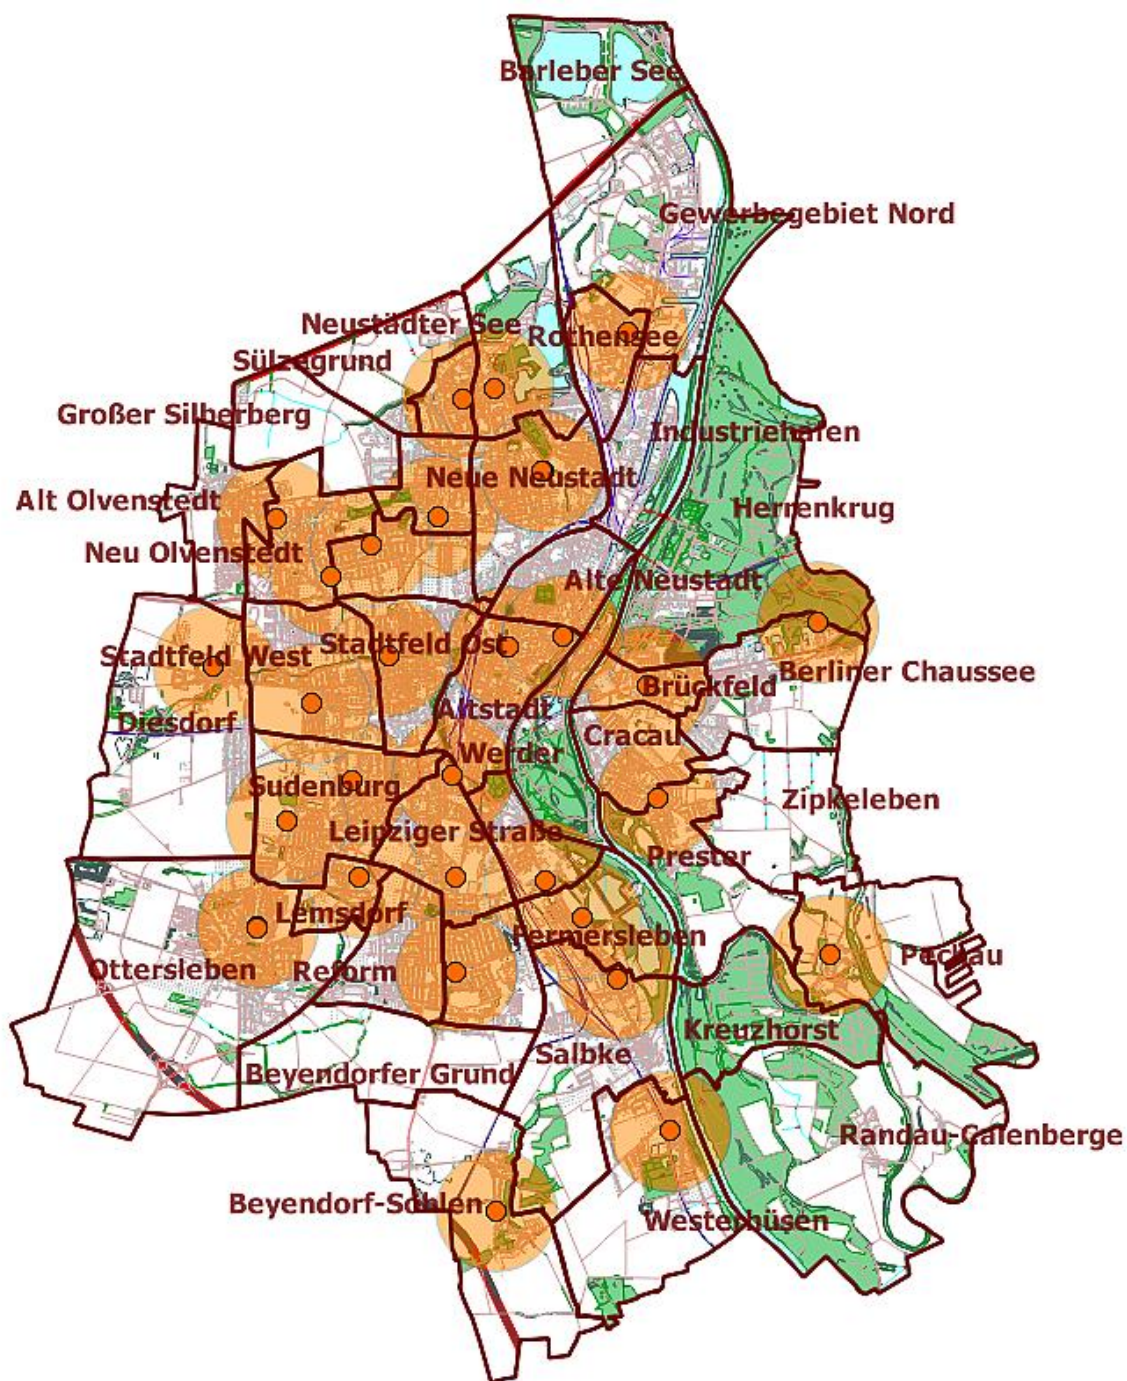 Barleber See
Gewerbegebiet Nord
Neustädter See
Rothensee
Sülzegrund
Großer Silberberg
Industriehafen
Neue Neustadt
Alt Olvenstedt
Herrenkrug
Neu Olvenstedt
Alte Neustadt
Stadtfeld Ost
Stadtfeld West
Berliner Chaussee
Brückfeld
Altstadt
Diesdorf
Cracau
Werder
Sudenburg
Zipkeleben
Leipziger Straße
Prester
Lemsdorf
Fermersleben
Pechau
Ottersleben
Reform
Kreuzhorst
Salbke
Beyendorfer Grund
Randau-Calenberge
Beyendorf-Sohlen
Westerhüsen